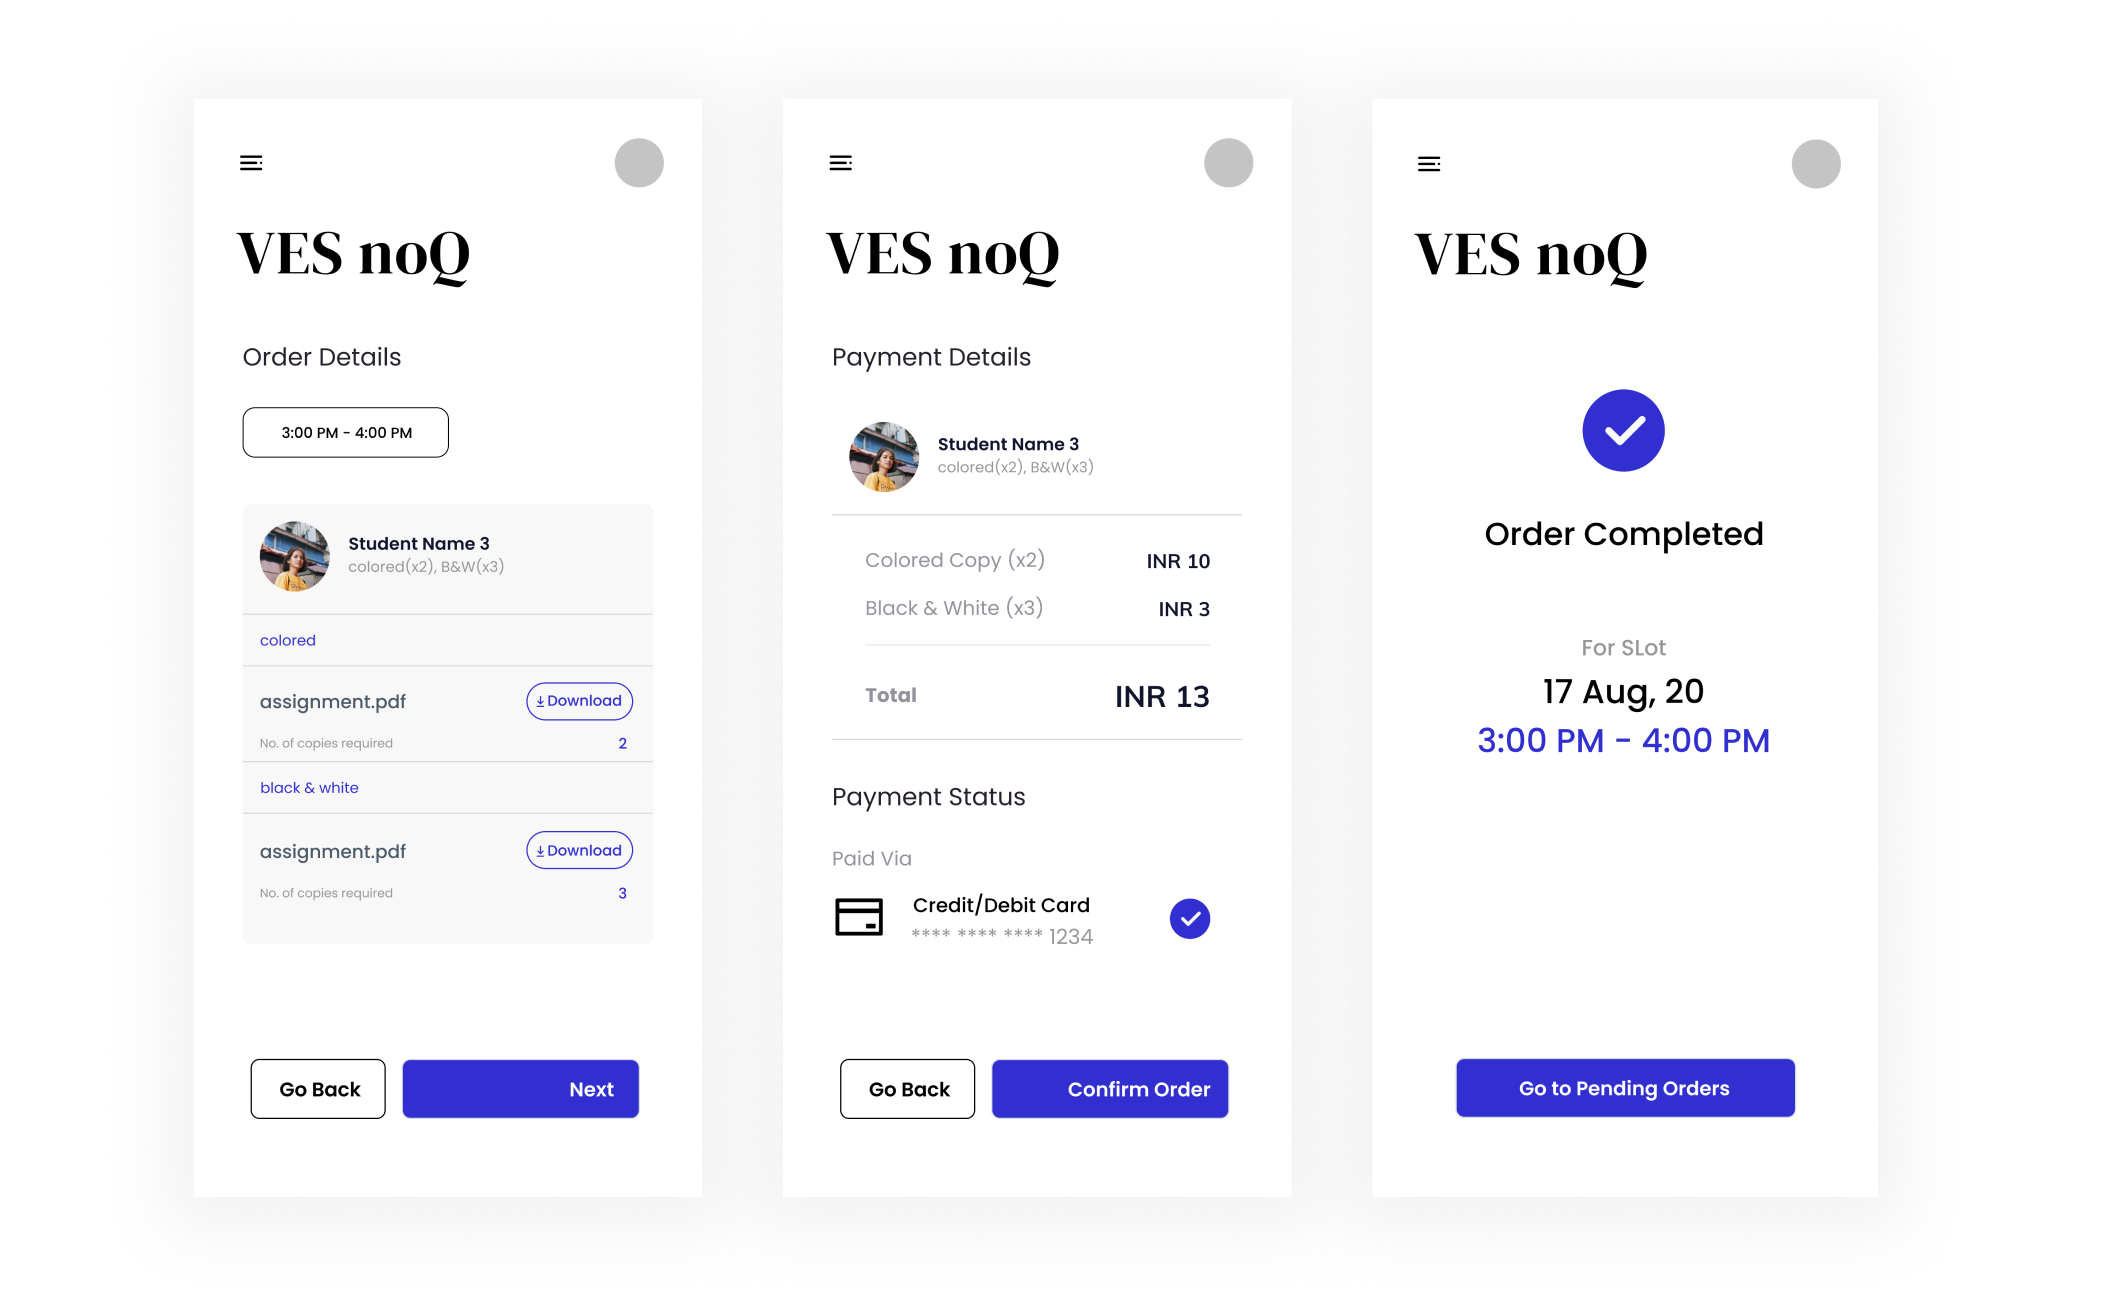 VES noQ
Order Details
3:00 PM - 4:00 PM
Student Name 3
colored(x2), B&W(x3)
colored
assignment.pdf
Download
No. of copies required
2
black & white
assignment.pdf
Download
No. of copies required
3
Go Back
Next
VES noQ
Payment Details
Student Name 3
colored(x2), B&W(x3)
Colored Copy (x2) INR 10
Black & White (x3) INR 3
Total INR 13
Payment Status
Paid Via
Credit/Debit Card
**** **** **** 1234
Go Back
Confirm Order
VES noQ
Order Completed
For SLot
17 Aug, 20
3:00 PM - 4:00 PM
Go to Pending Orders